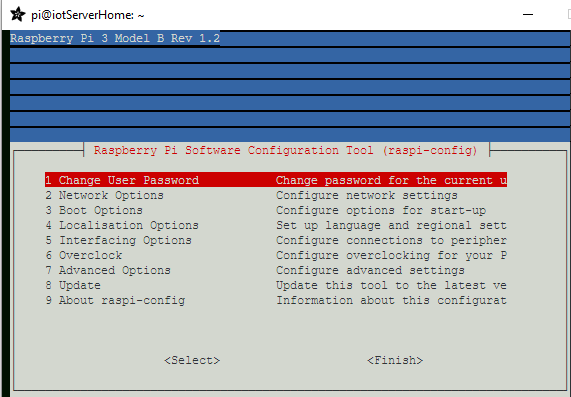 pi@iotServerHome: ~
Raspberry Pi 3 Model B Rev 1.2
Raspberry Pi Software Configuration Tool (raspi-config)
1 Change User Password Change password for the current u
2 Network Options Configure network settings
3 Boot Options Configure options for start-up
4 Localisation Options Set up language and regional sett
5 Interfacing Options Configure connections to peripher
6 Overclock Configure overclocking for your P
7 Advanced Options Configure advanced settings
8 Update Update this tool to the latest ve
9 About raspi-config Information about this configurat
<Select> <Finish>